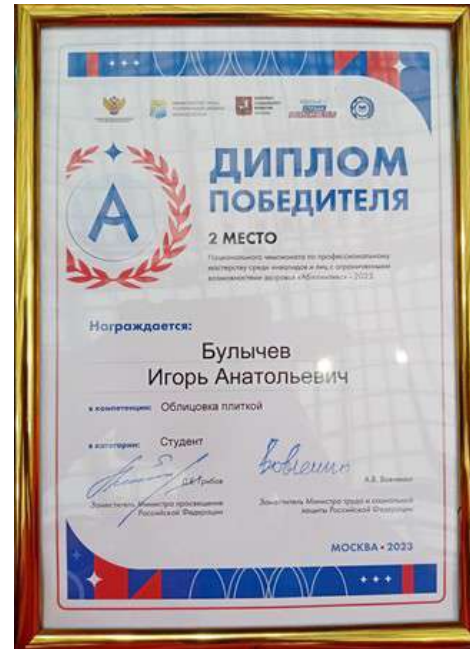 ДИПЛОМ
ПОБЕДИТЕЛЯ
2 МЕСТО
Национального чемпионата по профессиональному
мастерству среди инвалидов и лиц с ограниченными
возможностями здоровья «Абилимпикс» - 2023
Награждается:
Булычев
Игорь Анатольевич
в компетенции: Облицовка плиткой
в категории: Студент
А.В. Вовченко
Заместитель Министра просвещения
Российской Федерации
Заместитель Министра труда и социальной
защиты Российской Федерации
МОСКВА • 2023